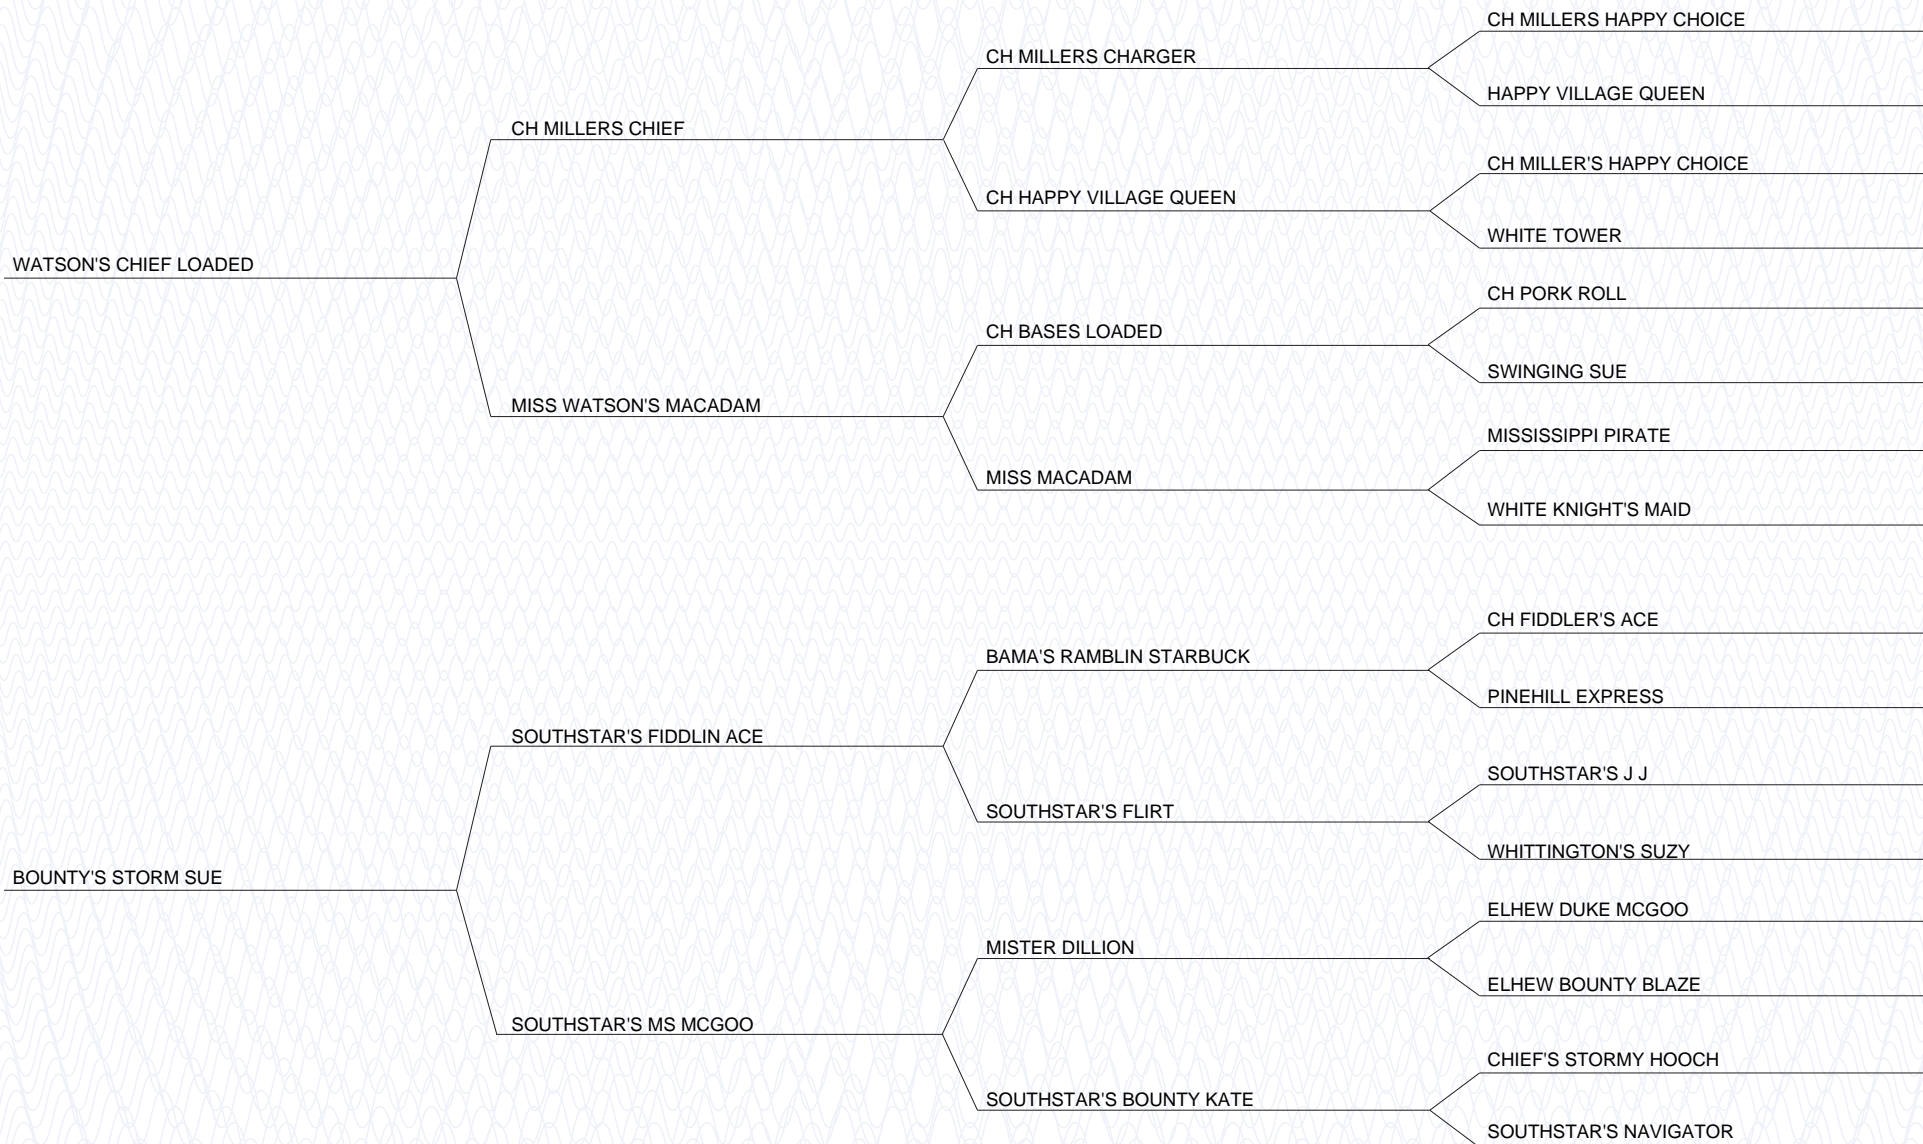 CH MILLERS HAPPY CHOICE
CH MILLERS CHARGER
HAPPY VILLAGE QUEEN
CH MILLERS CHIEF
CH MILLER'S HAPPY CHOICE
CH HAPPY VILLAGE QUEEN
WHITE TOWER
WATSON'S CHIEF LOADED
CH PORK ROLL
CH BASES LOADED
SWINGING SUE
MISS WATSON'S MACADAM
MISSISSIPPI PIRATE
MISS MACADAM
WHITE KNIGHT'S MAID
CH FIDDLER'S ACE
BAMA'S RAMBLIN STARBUCK
PINEHILL EXPRESS
SOUTHSTAR'S FIDDLIN ACE
SOUTHSTAR'S J J
SOUTHSTAR'S FLIRT
WHITTINGTON'S SUZY
BOUNTY'S STORM SUE
ELHEW DUKE MCGOO
MISTER DILLION
ELHEW BOUNTY BLAZE
SOUTHSTAR'S MS MCGOO
CHIEF'S STORMY HOOCH
SOUTHSTAR'S BOUNTY KATE
SOUTHSTAR'S NAVIGATOR